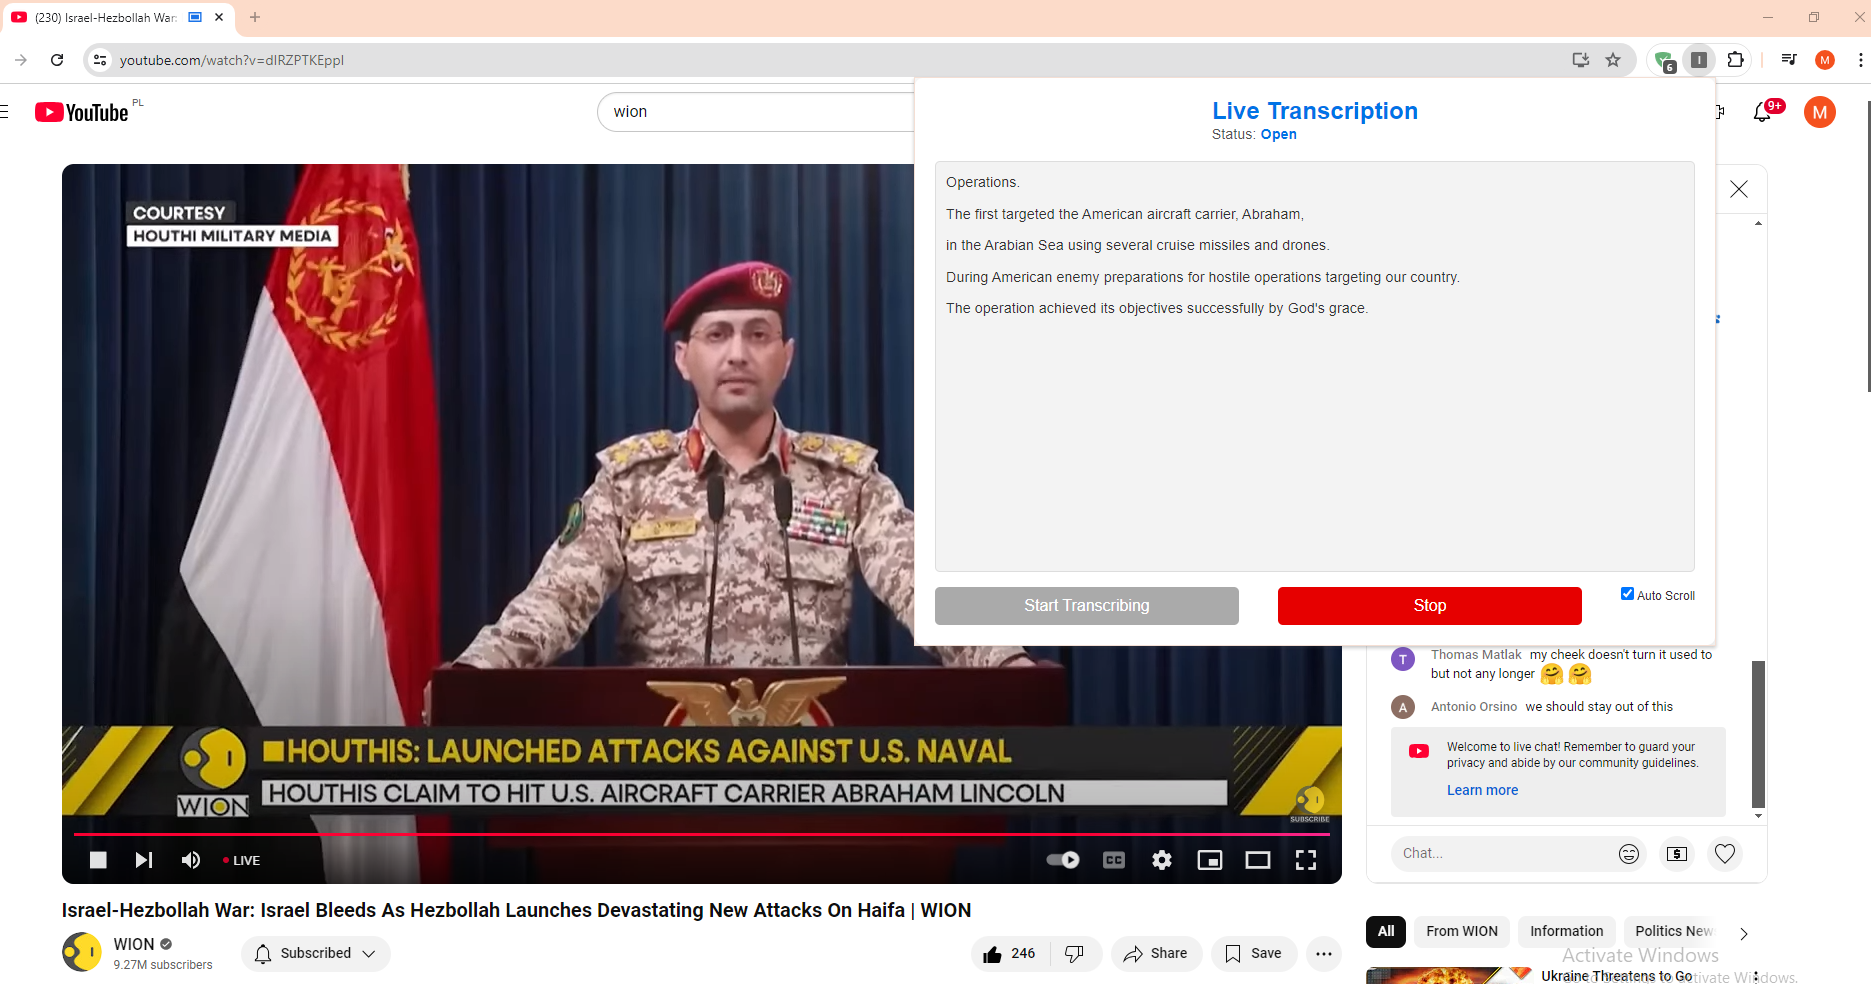 (230) Israel-Hezbollah War:
youtube.com/watch?v=dIRZPTKEppI
6
I
M
YouTube PL
wion
9+
M
Live Transcription
Status: Open
Operations.
The first targeted the American aircraft carrier, Abraham,
in the Arabian Sea using several cruise missiles and drones.
During American enemy preparations for hostile operations targeting our country.
The operation achieved its objectives successfully by God's grace.
Start Transcribing
Stop
Auto Scroll
COURTESY
HOUTHI MILITARY MEDIA
HOUTHIS: LAUNCHED ATTACKS AGAINST U.S. NAVAL
HOUTHIS CLAIM TO HIT U.S. AIRCRAFT CARRIER ABRAHAM LINCOLN
WION
SUBSCRIBE
LIVE
CC
T
Thomas Matlak my cheek doesn't turn it used to
but not any longer
A
Antonio Orsino we should stay out of this
Welcome to live chat! Remember to guard your
privacy and abide by our community guidelines.
Learn more
Chat...
Israel-Hezbollah War: Israel Bleeds As Hezbollah Launches Devastating New Attacks On Haifa | WION
WION
9.27M subscribers
Subscribed
246
Share
Save
All
From WION
Information
Politics New
Activate Windows
Ukraine Threatens to Go
Go to Settings to activate Windows.